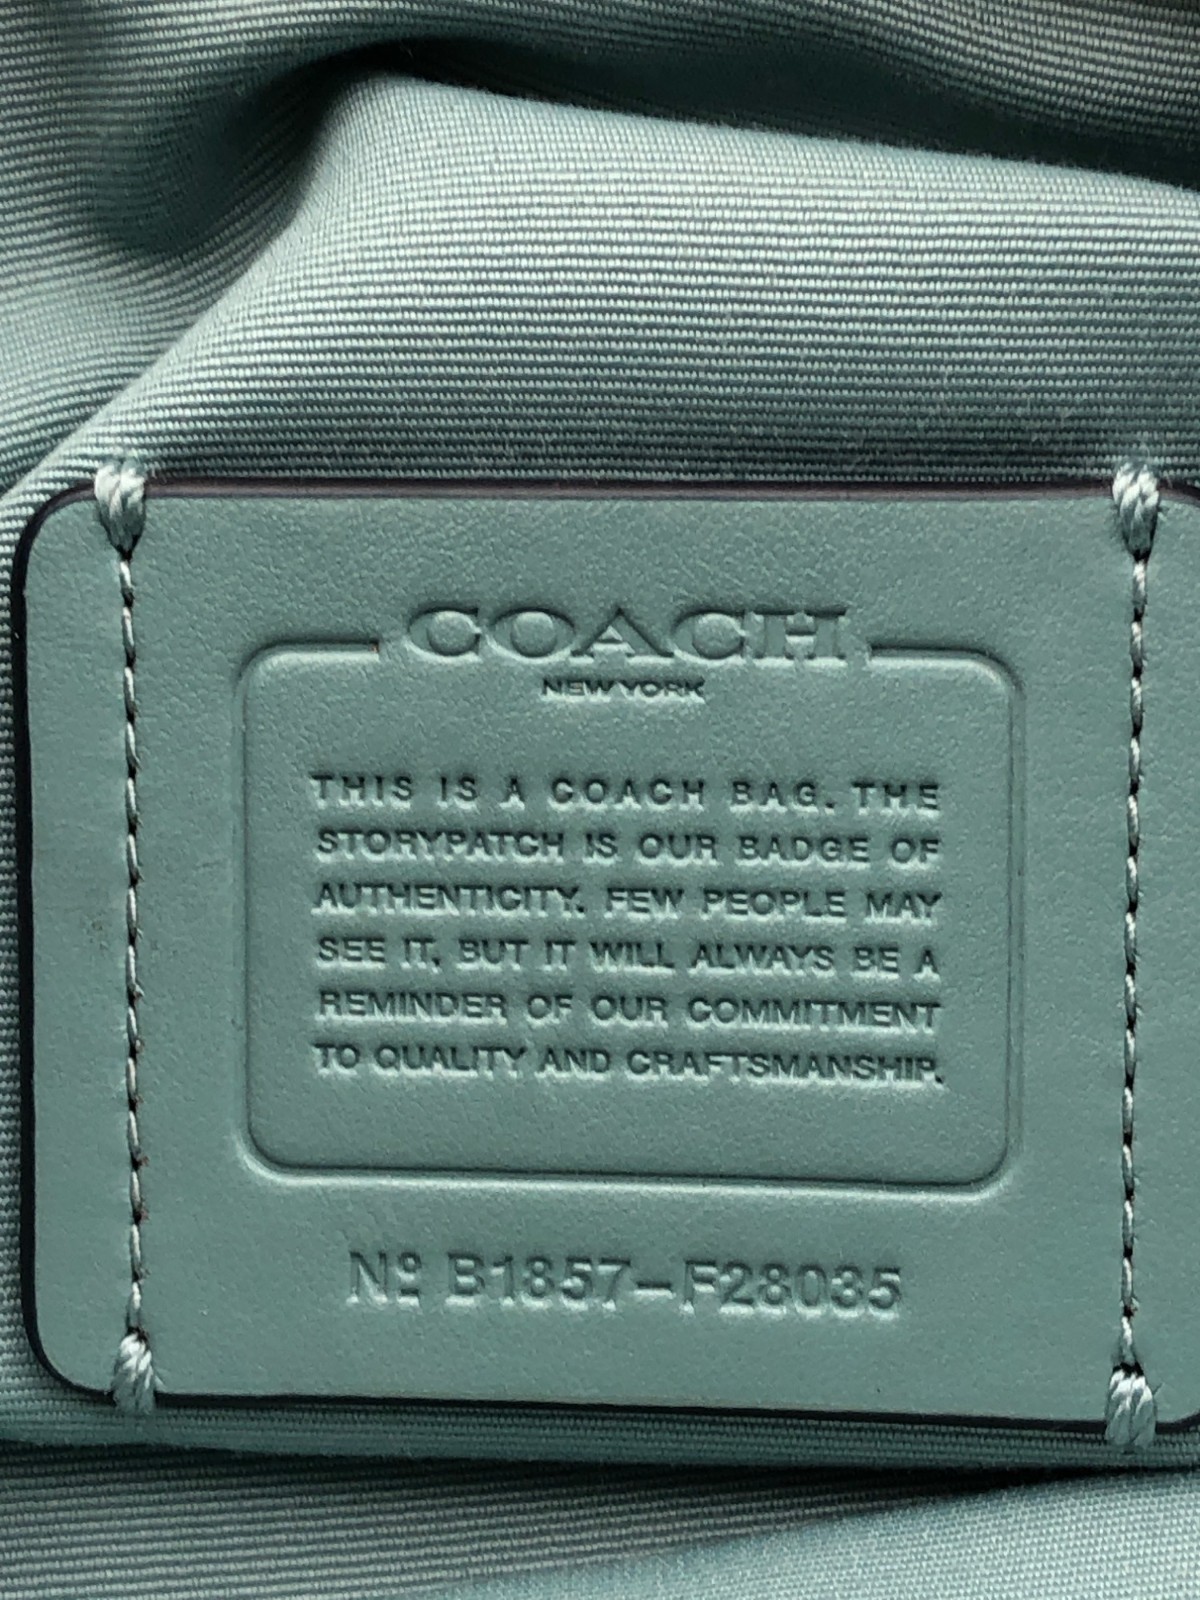 COACH
NEW YORK
THIS IS A COACH BAG. THE
STORYPATCH IS OUR BADGE OF
AUTHENTICITY. FEW PEOPLE MAY
SEE IT, BUT IT WILL ALWAYS BE A
REMINDER OF OUR COMMITMENT
TO QUALITY AND CRAFTSMANSHIP.
Nº B1857-F28035